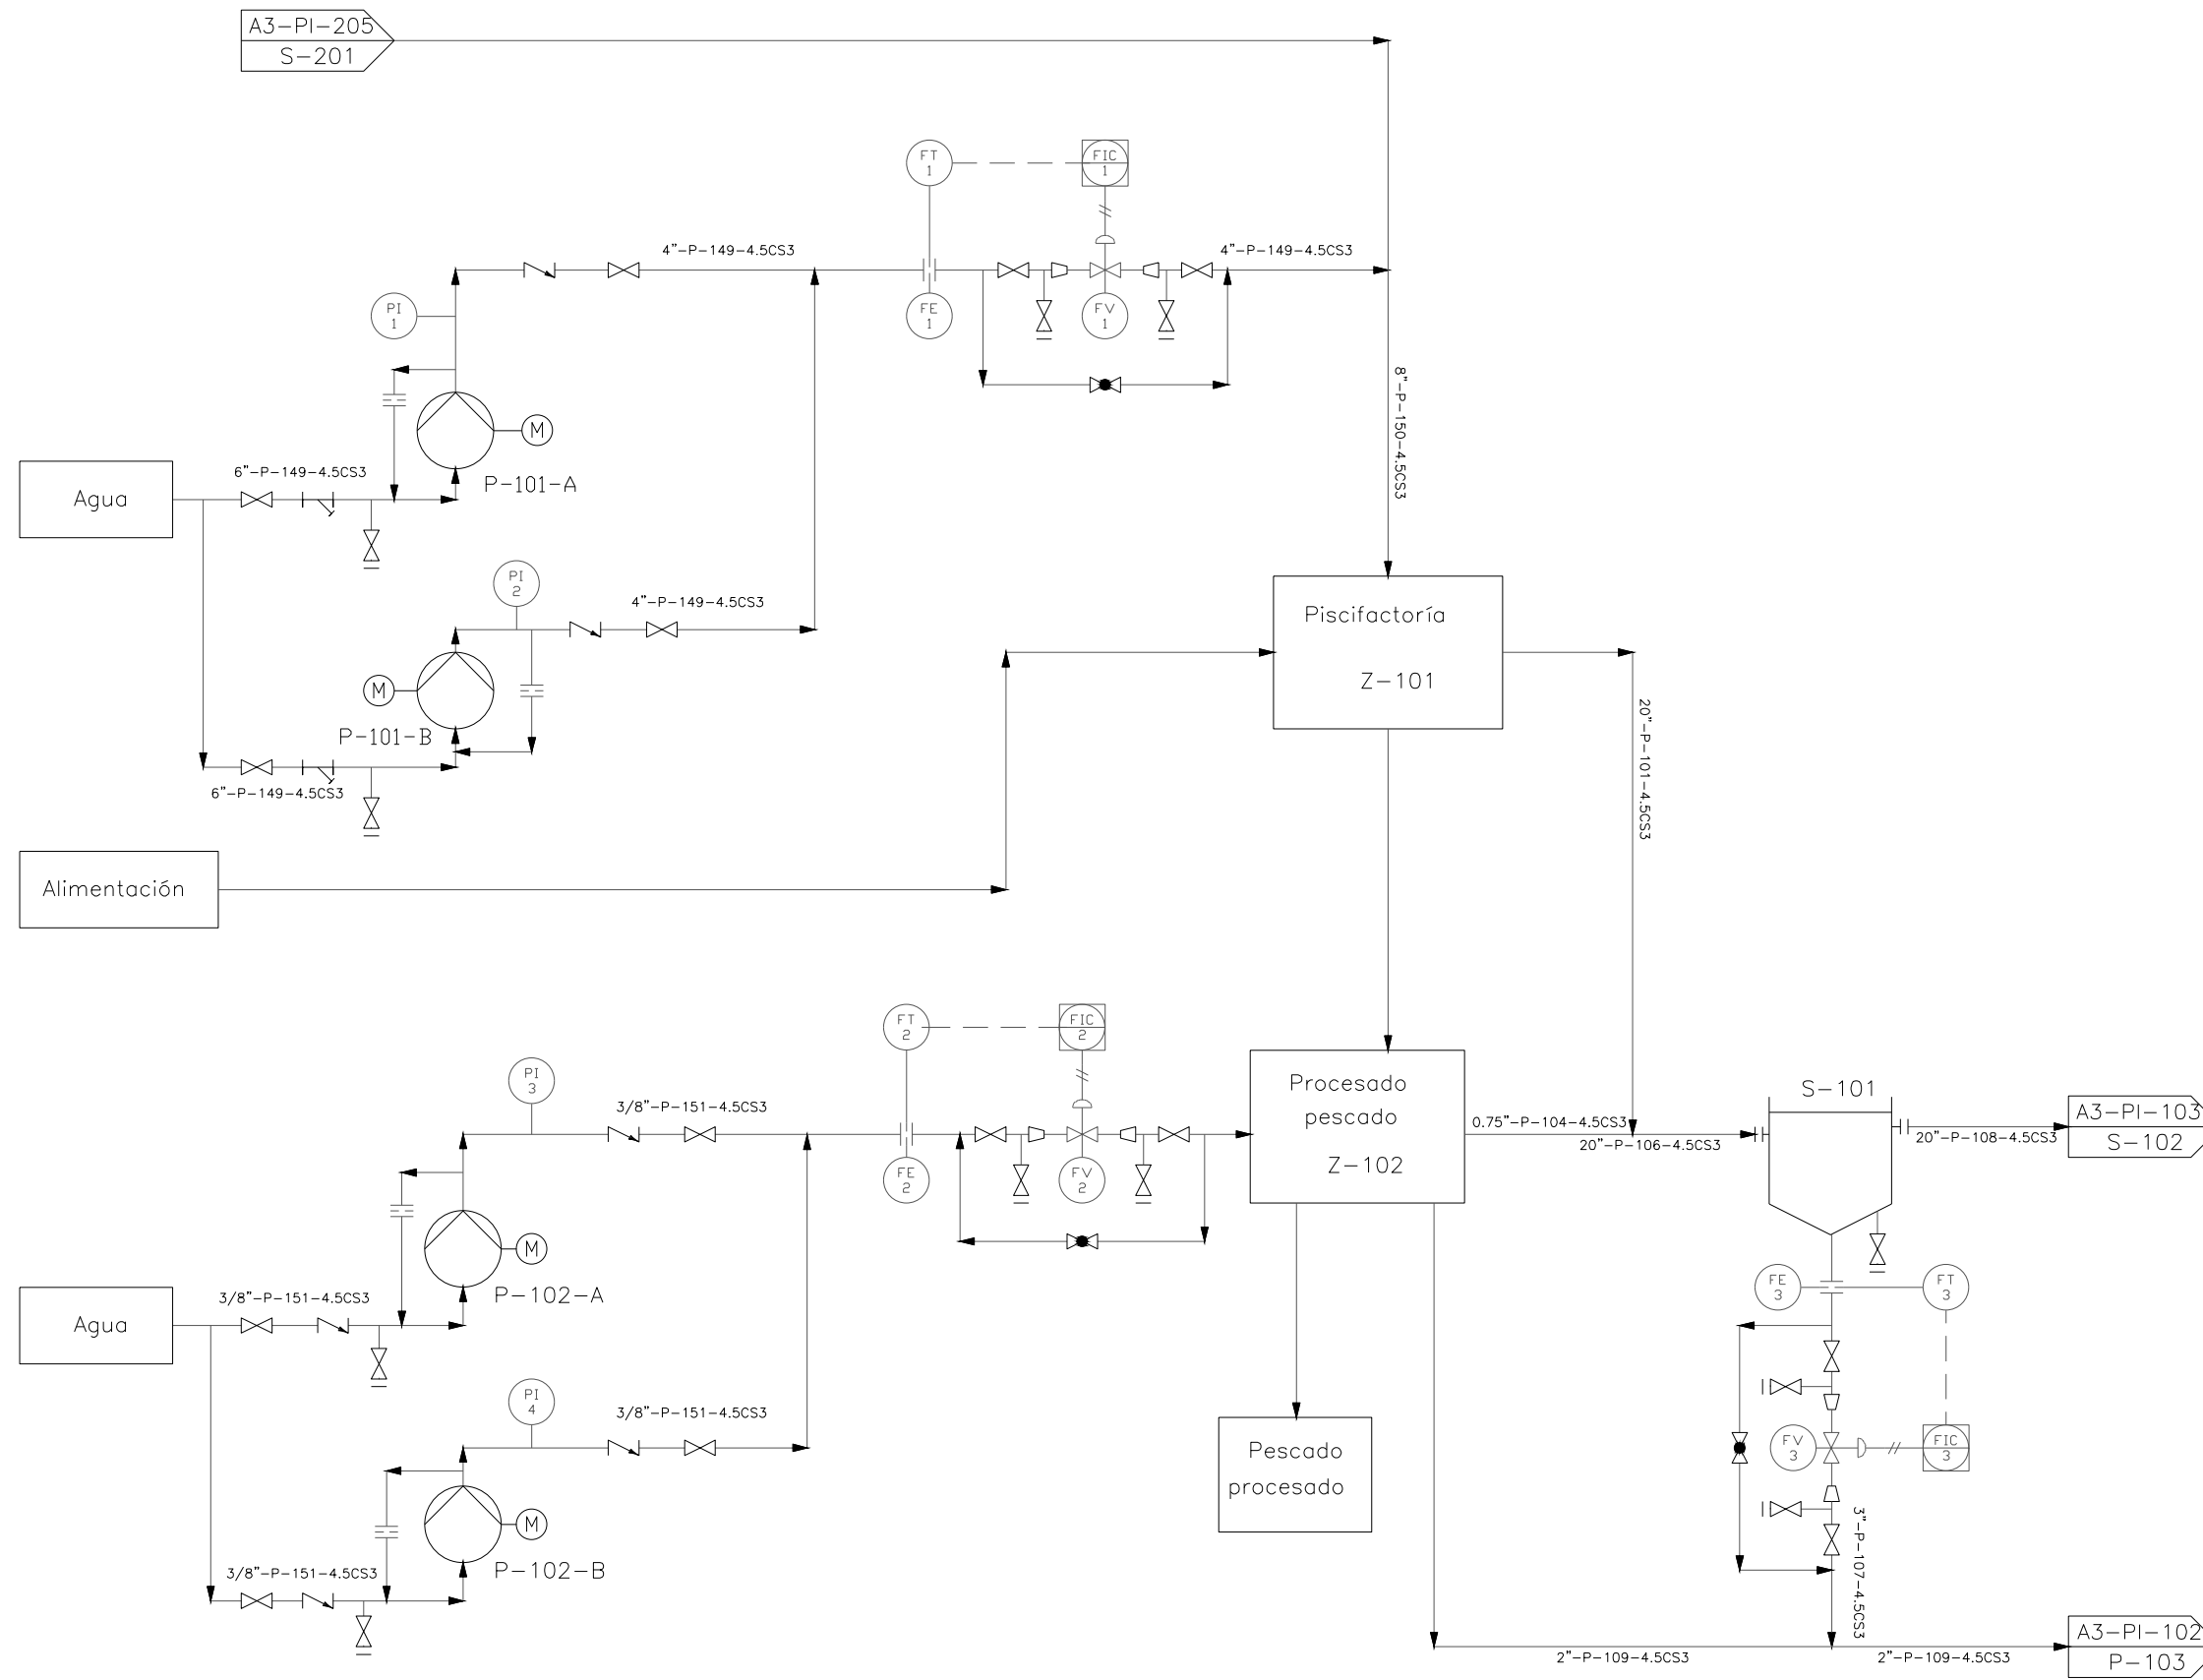 A3-PI-205
S-201
FT
1
FIC
1
4"-P-149-4.5CS3
4"-P-149-4.5CS3
PI
1
FE
1
FV
1
8"-P-150-4.5CS3
M
6"-P-149-4.5CS3
P-101-A
Agua
PI
2
4"-P-149-4.5CS3
Piscifactoría
Z-101
M
P-101-B
20"-P-101-4.5CS3
6"-P-149-4.5CS3
Alimentación
FT
2
FIC
2
PI
3
3/8"-P-151-4.5CS3
Procesado
pescado
Z-102
S-101
0.75"-P-104-4.5CS3
20"-P-106-4.5CS3
20"-P-108-4.5CS3
A3-PI-103
S-102
FE
2
FV
2
M
3/8"-P-151-4.5CS3
P-102-A
Agua
FE
3
FT
3
PI
4
3/8"-P-151-4.5CS3
Pescado
procesado
FV
3
FIC
3
M
3/8"-P-151-4.5CS3
P-102-B
3"-P-107-4.5CS3
2"-P-109-4.5CS3
2"-P-109-4.5CS3
A3-PI-102
P-103